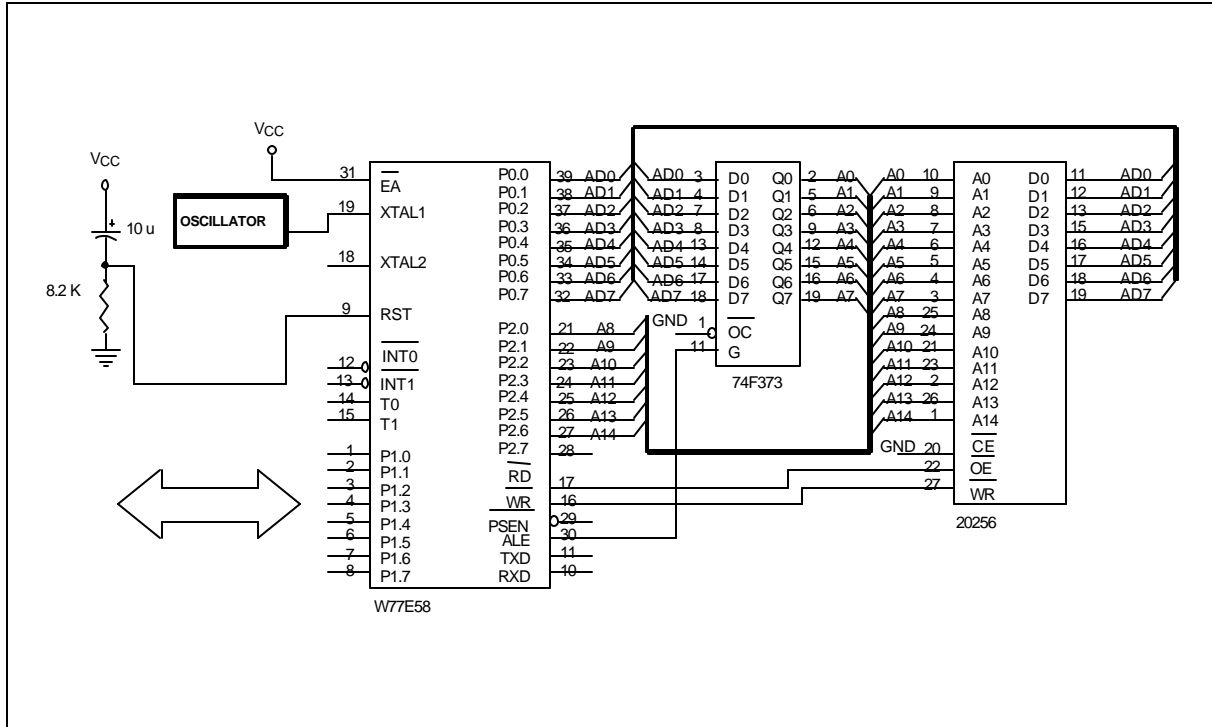 VCC
10 u
8.2 K
VCC
OSCILLATOR
31 EA
19 XTAL1
18 XTAL2
9 RST
12 INT0
13 INT1
14 T0
15 T1
1 P1.0
2 P1.1
3 P1.2
4 P1.3
5 P1.4
6 P1.5
7 P1.6
8 P1.7
P0.0 39 AD0
P0.1 38 AD1
P0.2 37 AD2
P0.3 36 AD3
P0.4 35 AD4
P0.5 34 AD5
P0.6 33 AD6
P0.7 32 AD7
P2.0 21 A8
P2.1 22 A9
P2.2 23 A10
P2.3 24 A11
P2.4 25 A12
P2.5 26 A13
P2.6 27 A14
P2.7 28
RD 17
WR 16
PSEN 29
ALE 30
TXD 11
RXD 10
W77E58
AD0 3 D0 Q0 2 A0
AD1 4 D1 Q1 5 A1
AD2 7 D2 Q2 6 A2
AD3 8 D3 Q3 9 A3
AD4 13 D4 Q4 12 A4
AD5 14 D5 Q5 15 A5
AD6 17 D6 Q6 16 A6
AD7 18 D7 Q7 19 A7
GND 1 OC
11 G
74F373
A0 10 A0 D0 11 AD0
A1 9 A1 D1 12 AD1
A2 8 A2 D2 13 AD2
A3 7 A3 D3 15 AD3
A4 6 A4 D4 16 AD4
A5 5 A5 D5 17 AD5
A6 4 A6 D6 18 AD6
A7 3 A7 D7 19 AD7
A8 25 A8
A9 24 A9
A10 21 A10
A11 23 A11
A12 2 A12
A13 26 A13
A14 1 A14
GND 20 CE
22 OE
27 WR
20256